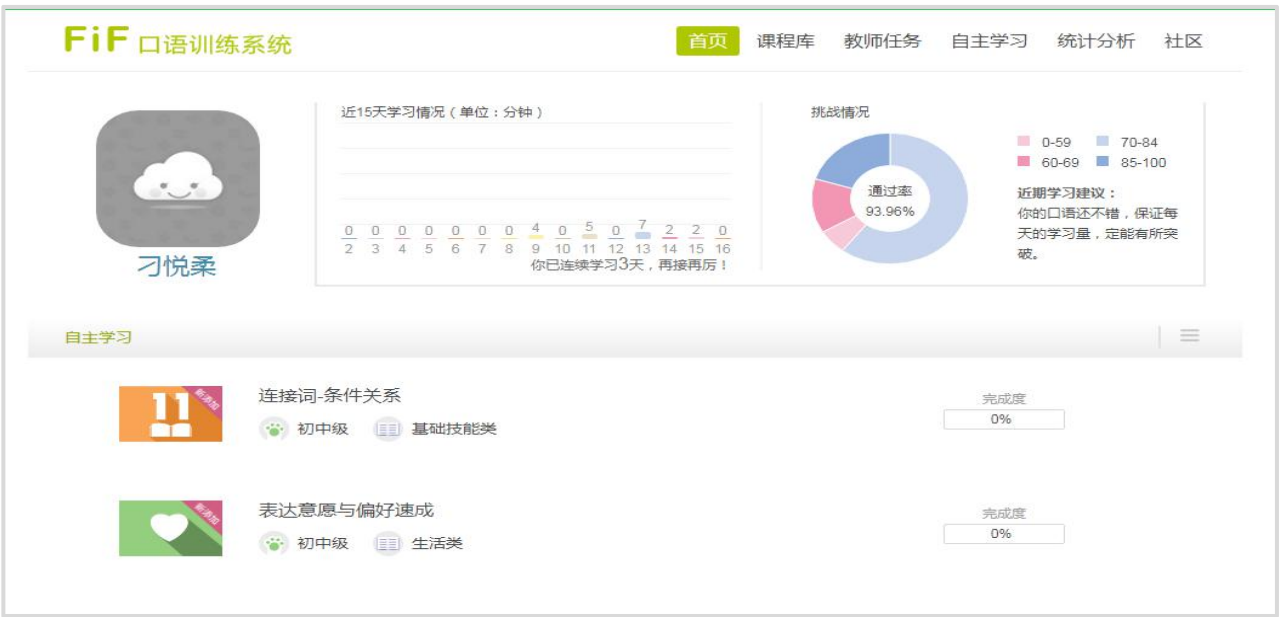 FiF 口语训练系统
首页 课程库 教师任务 自主学习 统计分析 社区
近15天学习情况（单位：分钟）
0 0 0 0 0 0 0 4 0 5 0 7 2 2 0
2 3 4 5 6 7 8 9 10 11 12 13 14 15 16
你已连续学习3天，再接再厉！
刁悦柔
挑战情况
通过率
93.96%
0-59 70-84
60-69 85-100
近期学习建议：
你的口语还不错，保证每
天的学习量，定能有所突
破。
自主学习
11
新添加
连接词-条件关系
初中级 基础技能类
完成度
0%
新添加
表达意愿与偏好速成
初中级 生活类
完成度
0%